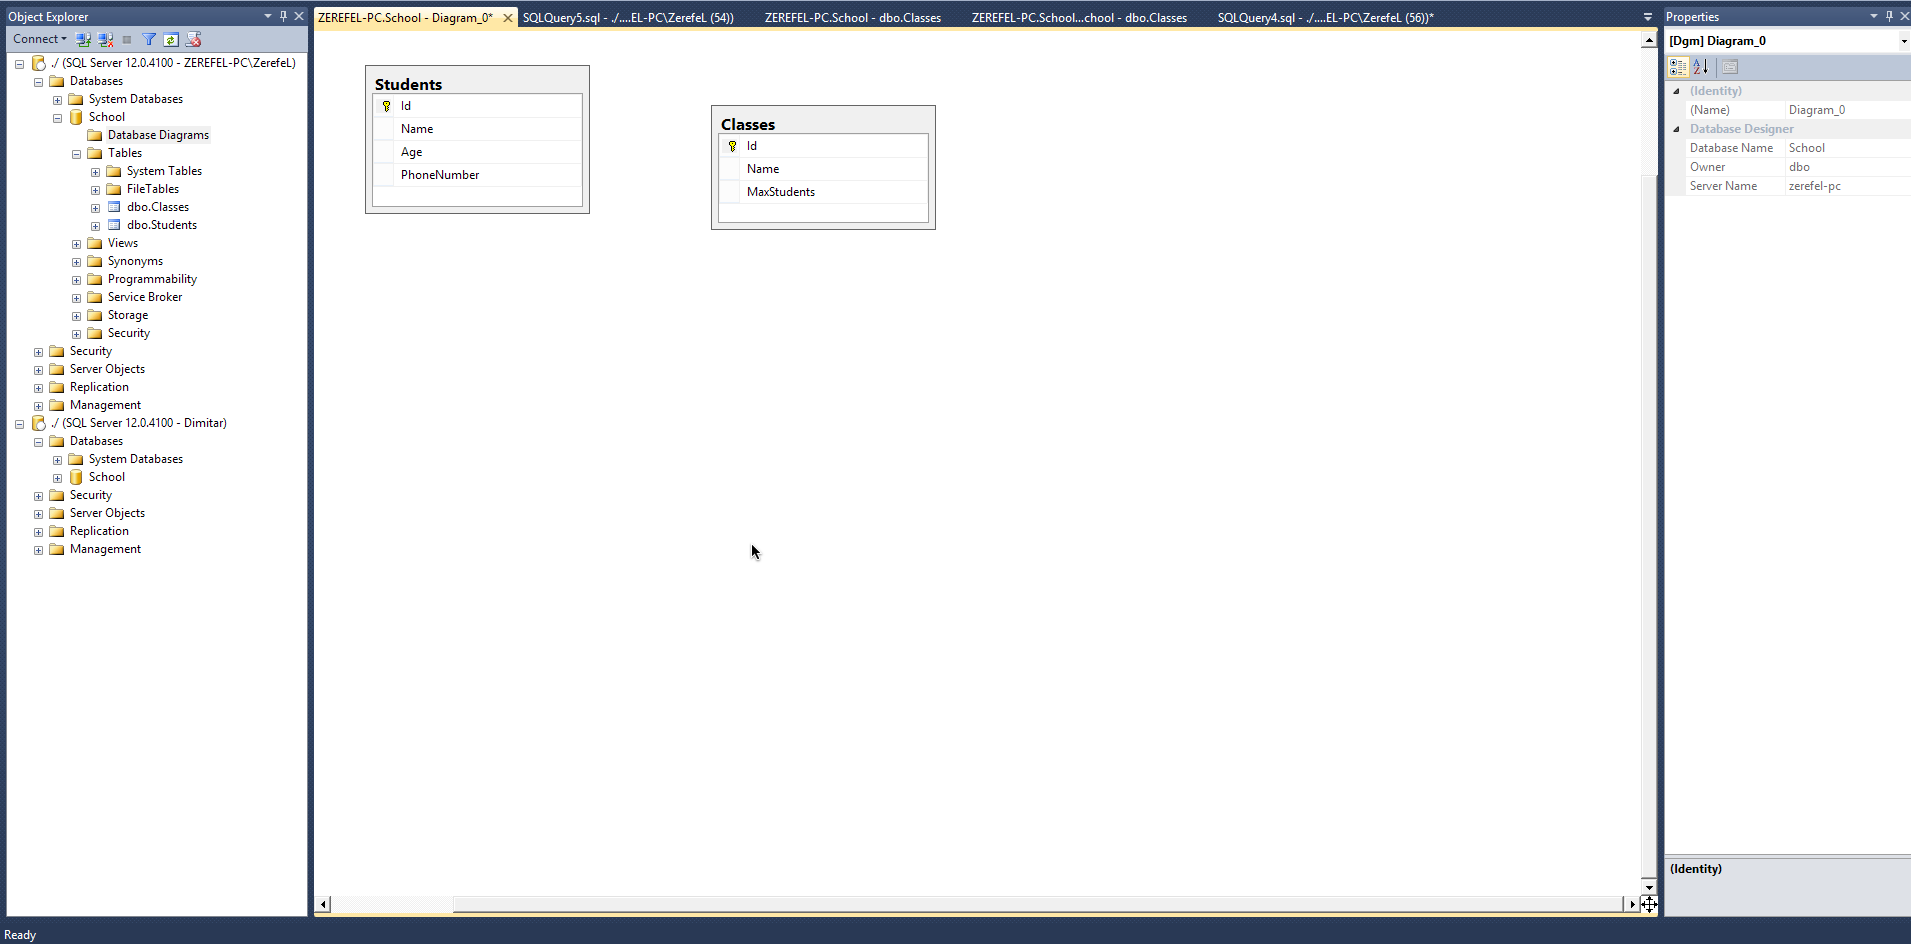 Object Explorer
Connect
./ (SQL Server 12.0.4100 - ZEREFEL-PC\ZerefeL)
Databases
System Databases
School
Database Diagrams
Tables
System Tables
FileTables
dbo.Classes
dbo.Students
Views
Synonyms
Programmability
Service Broker
Storage
Security
Security
Server Objects
Replication
Management
./ (SQL Server 12.0.4100 - Dimitar)
Databases
System Databases
School
Security
Server Objects
Replication
Management
ZEREFEL-PC.School - Diagram_0*
SQLQuery5.sql - ./....EL-PC\ZerefeL (54))
ZEREFEL-PC.School - dbo.Classes
ZEREFEL-PC.School...chool - dbo.Classes
SQLQuery4.sql - ./....EL-PC\ZerefeL (56))*
Students
Id
Name
Age
PhoneNumber
Classes
Id
Name
MaxStudents
Properties
[Dgm] Diagram_0
(Identity)
(Name) Diagram_0
Database Designer
Database Name School
Owner dbo
Server Name zerefel-pc
(Identity)
Ready